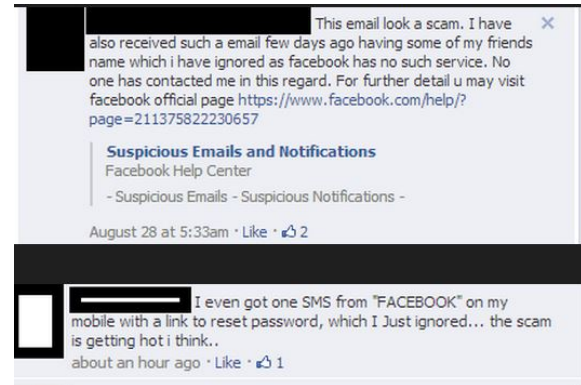 This email look a scam. I have
also received such a email few days ago having some of my friends
name which i have ignored as facebook has no such service. No
one has contacted me in this regard. For further detail u may visit
facebook official page https://www.facebook.com/help/?
page=211375822230657
Suspicious Emails and Notifications
Facebook Help Center
- Suspicious Emails - Suspicious Notifications -
August 28 at 5:33am · Like · 2
I even got one SMS from "FACEBOOK" on my
mobile with a link to reset password, which I Just ignored... the scam
is getting hot i think..
about an hour ago · Like · 1